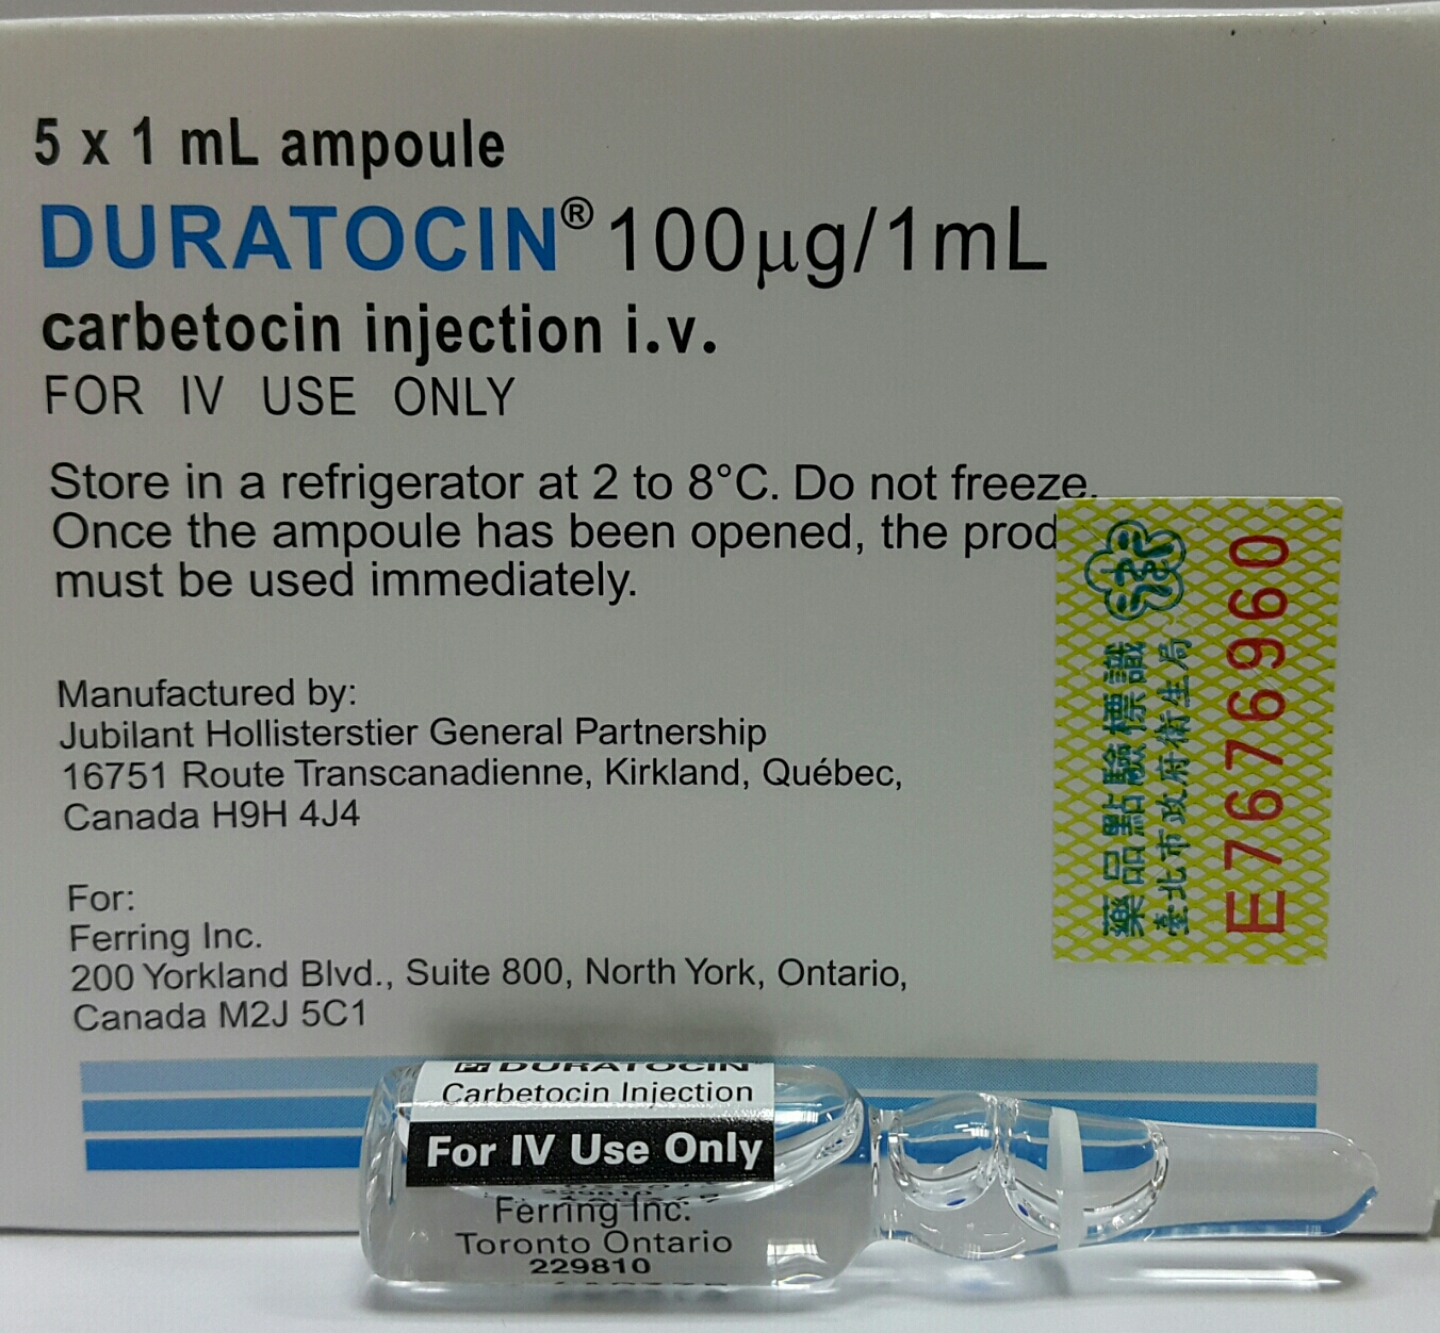 5 x 1 mL ampoule
DURATOCIN® 100µg/1mL
carbetocin injection i.v.
FOR IV USE ONLY
Store in a refrigerator at 2 to 8°C. Do not freeze.
Once the ampoule has been opened, the prod
must be used immediately.
Manufactured by:
Jubilant Hollisterstier General Partnership
16751 Route Transcanadienne, Kirkland, Québec,
Canada H9H 4J4
For:
Ferring Inc.
200 Yorkland Blvd., Suite 800, North York, Ontario,
Canada M2J 5C1
藥品點驗標識
臺北市政府衛生局
E7676960
Pr DURATOCIN
Carbetocin Injection
For IV Use Only
Ferring Inc.
Toronto Ontario
229810